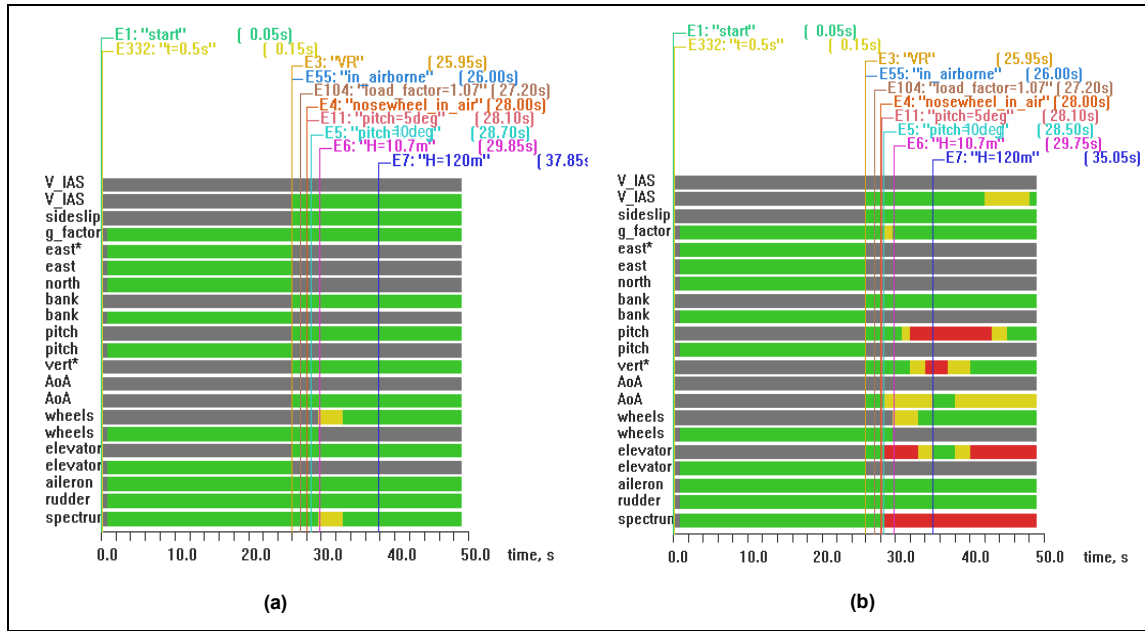 E1: "start" ( 0.05s)
E332: "t=0.5s" ( 0.15s)
E3: "VR" ( 25.95s)
E55: "in_airborne" ( 26.00s)
E104: "load_factor=1.07" ( 27.20s)
E4: "nosewheel_in_air" ( 28.00s)
E11: "pitch=5deg" ( 28.10s)
E5: "pitch=10deg" ( 28.70s)
E6: "H=10.7m" ( 29.85s)
E7: "H=120m" ( 37.85s
V_IAS
V_IAS
sideslip
g_factor
east*
east
north
bank
bank
pitch
pitch
vert*
AoA
AoA
wheels
wheels
elevator
elevator
aileron
rudder
spectrun
0.0 10.0 20.0 30.0 40.0 50.0 time, s
(a)
E1: "start" ( 0.05s)
E332: "t=0.5s" ( 0.15s)
E3: "VR" ( 25.95s)
E55: "in_airborne" ( 26.00s)
E104: "load_factor=1.07" ( 27.20s)
E4: "nosewheel_in_air" ( 28.00s)
E11: "pitch=5deg" ( 28.10s)
E5: "pitch=10deg" ( 28.50s)
E6: "H=10.7m" ( 29.75s)
E7: "H=120m" ( 35.05s)
V_IAS
V_IAS
sideslip
g_factor
east*
east
north
bank
bank
pitch
pitch
vert*
AoA
AoA
wheels
wheels
elevator
elevator
aileron
rudder
spectrun
0.0 10.0 20.0 30.0 40.0 50.0 time, s
(b)